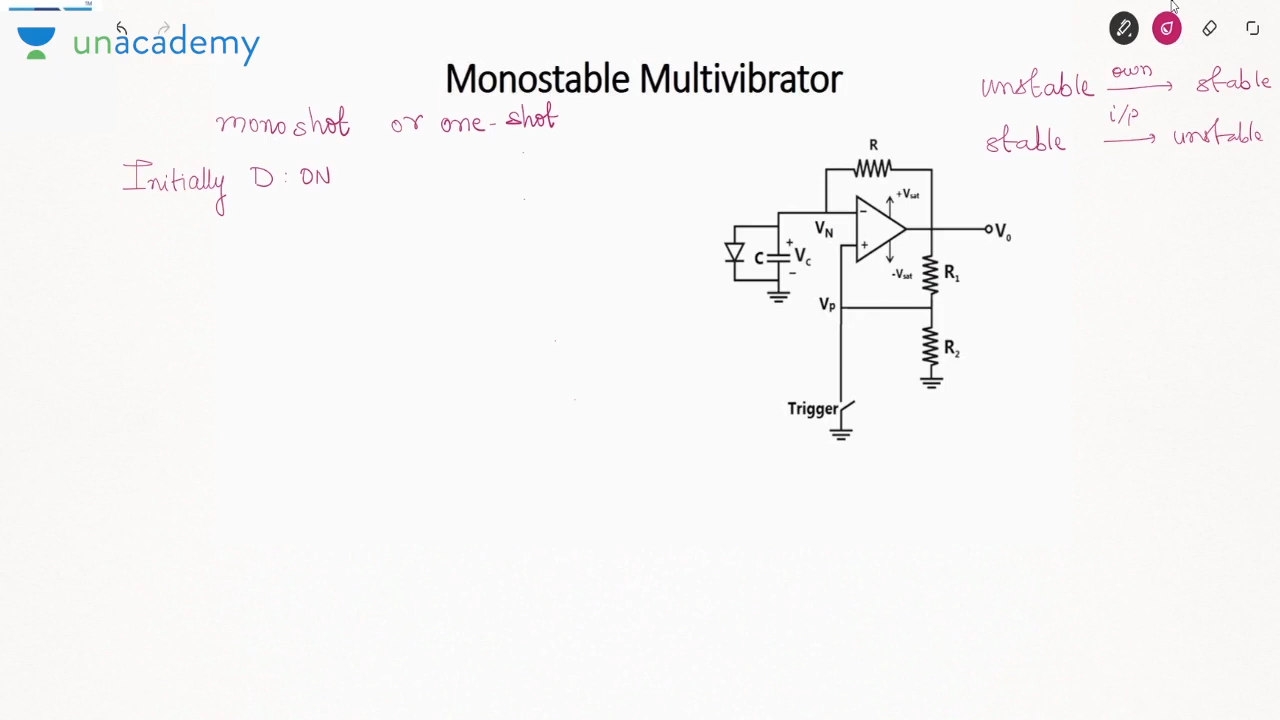 TM
unacademy
Monostable Multivibrator
unstable own → stable
monoshot or one-shot
stable i/p → unstable
Initially D : ON
R
+Vsat
VN
-
+
V0
C
+
Vc
-
-Vsat
R1
Vp
R2
Trigger